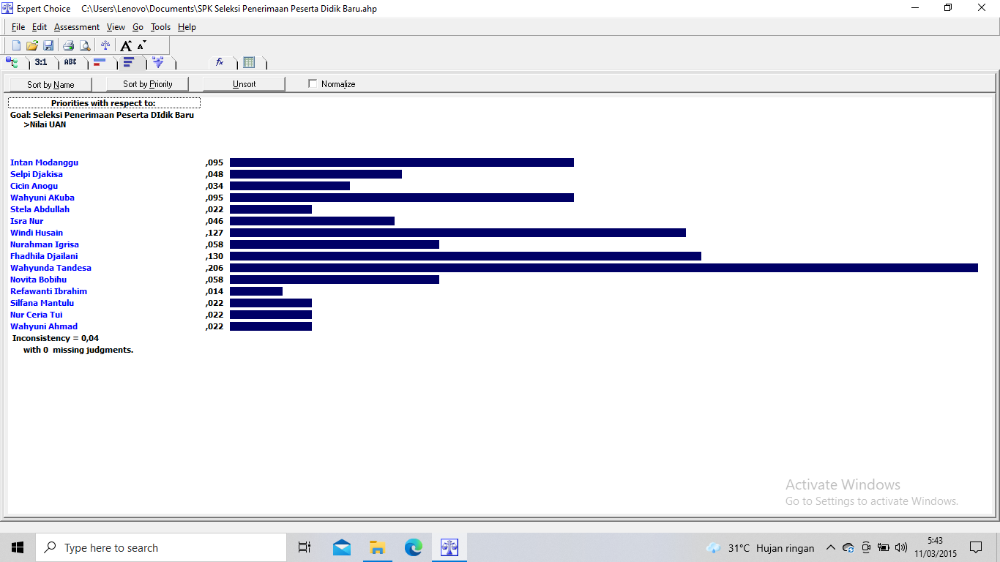 Expert Choice C:\Users\Lenovo\Documents\SPK Seleksi Penerimaan Peserta Didik Baru.ahp
File Edit Assessment View Go Tools Help
A A
3:1 ABC fx
Sort by Name Sort by Priority Unsort Normalize
Priorities with respect to:
Goal: Seleksi Penerimaan Peserta DIdik Baru
>Nilai UAN
Intan Modanggu ,095
Selpi Djakisa ,048
Cicin Anogu ,034
Wahyuni AKuba ,095
Stela Abdullah ,022
Isra Nur ,046
Windi Husain ,127
Nurahman Igrisa ,058
Fhadhila Djailani ,130
Wahyunda Tandesa ,206
Novita Bobihu ,058
Refawanti Ibrahim ,014
Silfana Mantulu ,022
Nur Ceria Tui ,022
Wahyuni Ahmad ,022
Inconsistency = 0,04
with 0 missing judgments.
Activate Windows
Go to Settings to activate Windows.
Type here to search 31°C Hujan ringan 5:43
11/03/2015